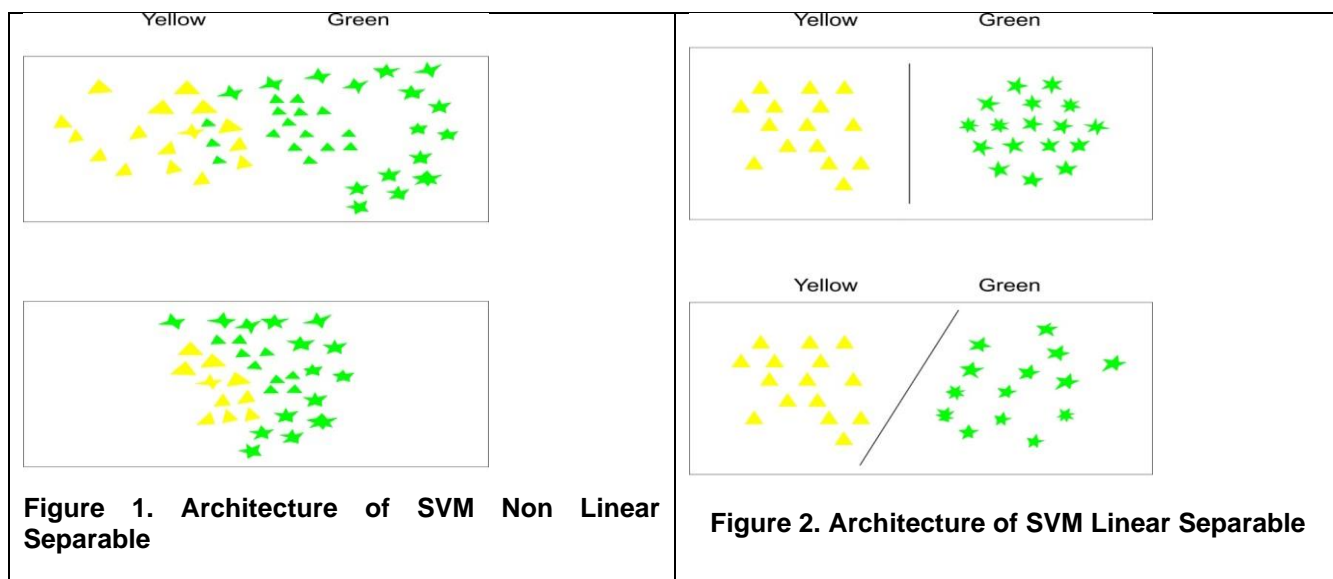 Yellow Green
Figure 1. Architecture of SVM Non Linear
Separable
Yellow Green
Yellow Green
Figure 2. Architecture of SVM Linear Separable